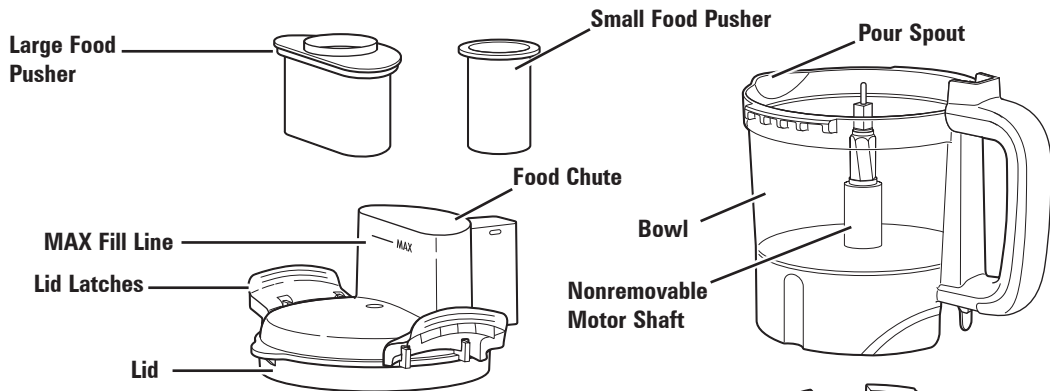 Large Food
Pusher
Small Food Pusher
Pour Spout
Food Chute
MAX Fill Line
MAX
Lid Latches
Bowl
Nonremovable
Motor Shaft
Lid